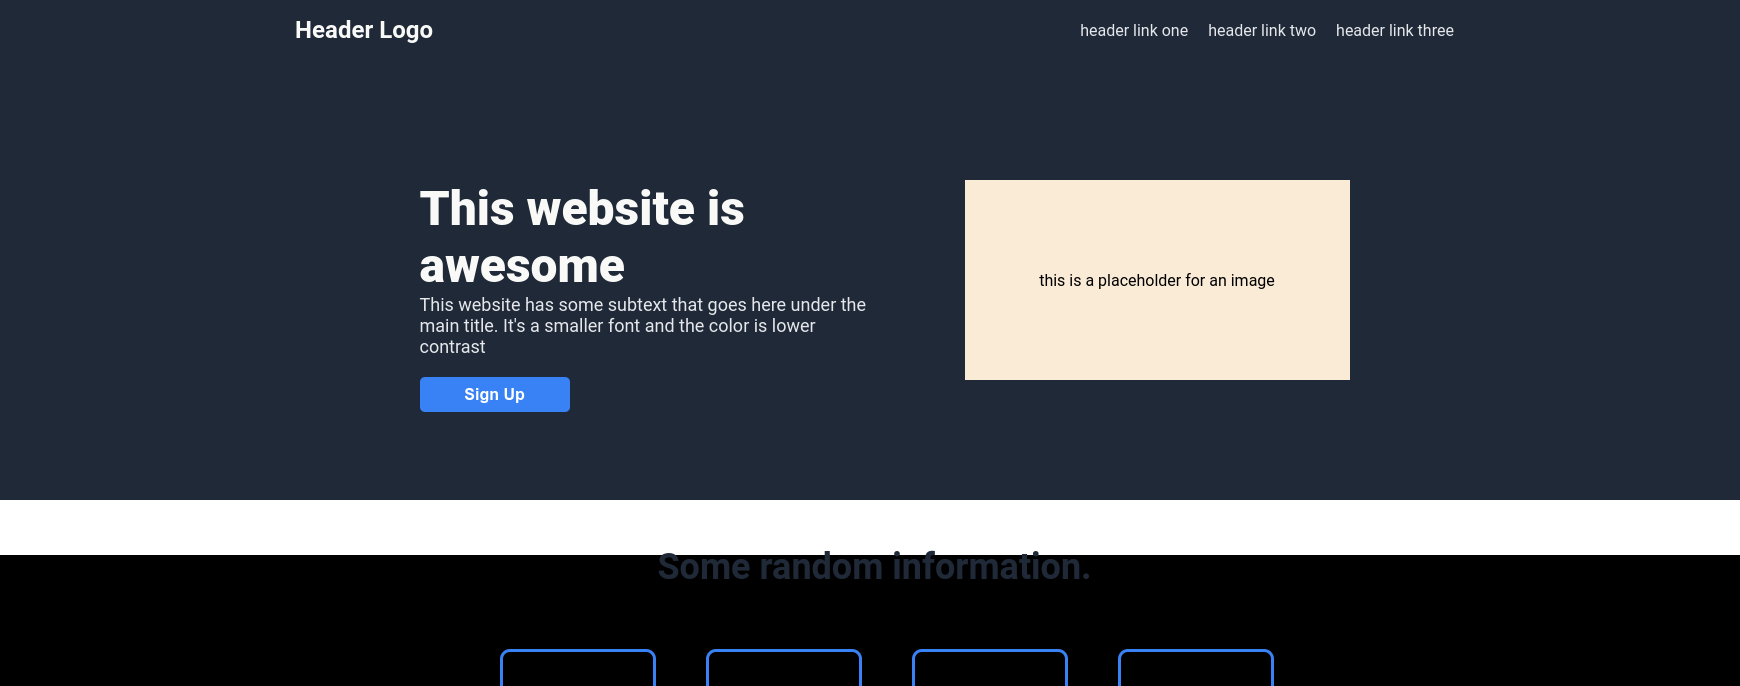 Header Logo
header link one header link two header link three
This website is
awesome
This website has some subtext that goes here under the
main title. It's a smaller font and the color is lower
contrast
Sign Up
this is a placeholder for an image
Some random information.